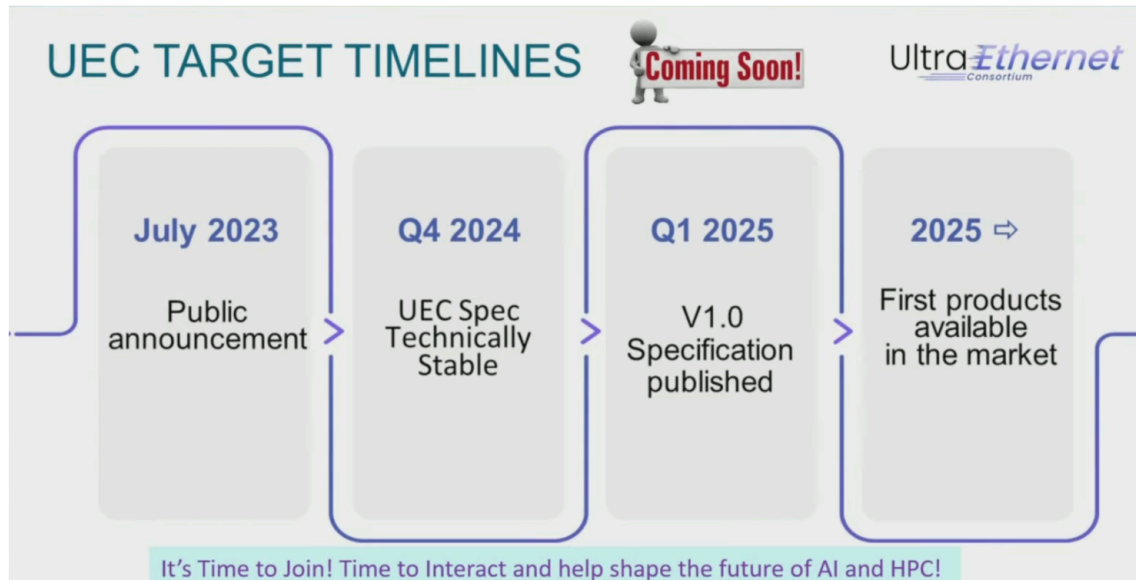 UEC TARGET TIMELINES
Coming Soon!
Ultra Ethernet
Consortium
July 2023
Public
announcement
Q4 2024
UEC Spec
Technically
Stable
Q1 2025
V1.0
Specification
published
2025 ⇨
First products
available
in the market
It's Time to Join! Time to Interact and help shape the future of AI and HPC!